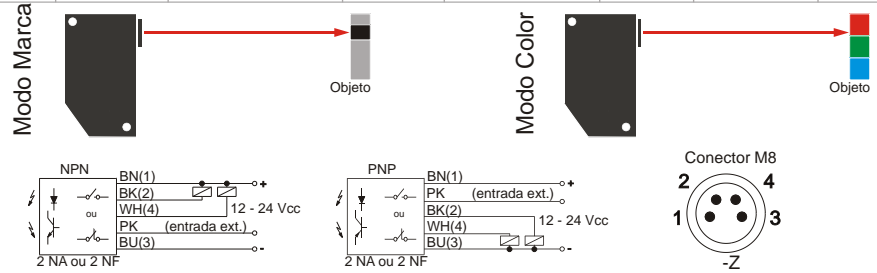 Modo Marca
Objeto
Modo Color
Objeto
NPN
BN(1)
BK(2)
WH(4)
PK (entrada ext.)
BU(3)
ou
+
12 - 24 Vcc
-
2 NA ou 2 NF
PNP
BN(1)
PK (entrada ext.)
BK(2)
WH(4)
BU(3)
ou
+
12 - 24 Vcc
-
2 NA ou 2 NF
Conector M8
2 4
1 3
-Z